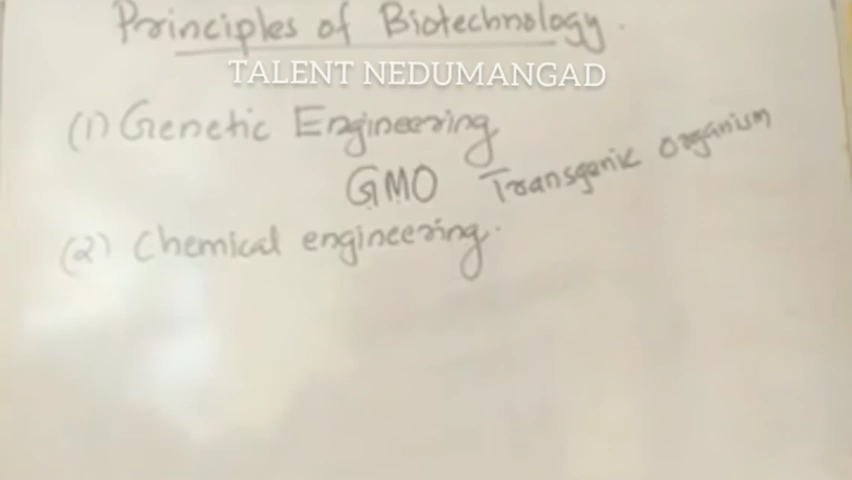 Principles of Biotechnology.
TALENT NEDUMANGAD
(1) Genetic Engineering
GMO Transgenic organism
(2) Chemical engineering.